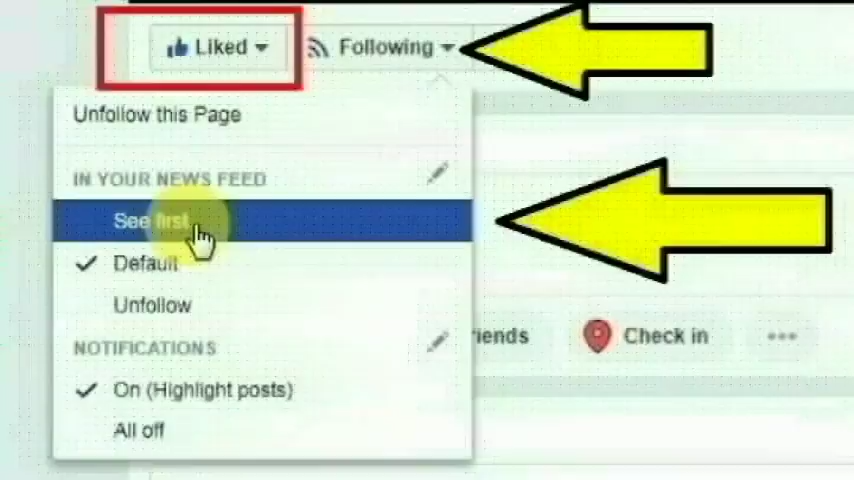 Liked Following
Unfollow this Page
IN YOUR NEWS FEED
See first
Default
Unfollow
iends Check in
NOTIFICATIONS
On (Highlight posts)
All off